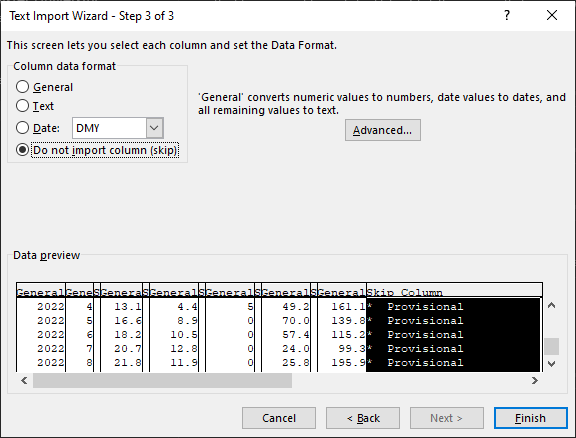 Text Import Wizard - Step 3 of 3 ? ×
This screen lets you select each column and set the Data Format.
Column data format
General
Text
Date: DMY
Do not import column (skip)
'General' converts numeric values to numbers, date values to dates, and
all remaining values to text.
Advanced...
Data preview
General GeneS Genera SGeneral SGeneral SGeneral SGeneral Skip Column
2022 4 13.1 4.4 5 49.2 161.1 * Provisional
2022 5 16.6 8.9 0 70.0 139.8 * Provisional
2022 6 18.2 10.5 0 57.4 115.2 * Provisional
2022 7 20.7 12.8 0 24.0 99.3 * Provisional
2022 8 21.8 11.9 0 25.8 195.9 * Provisional
Cancel < Back Next > Finish